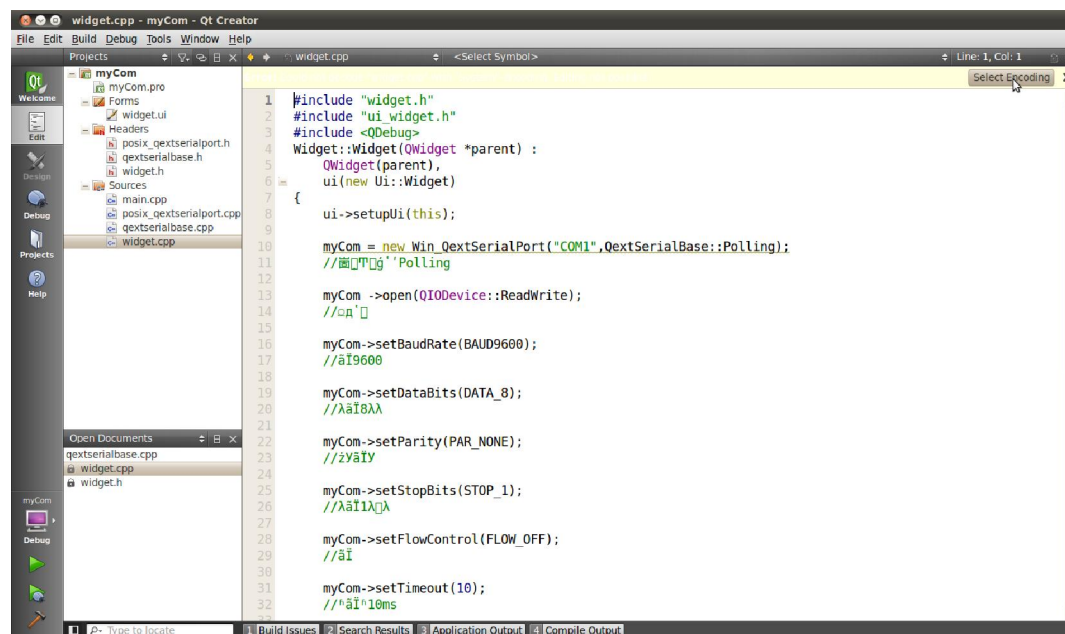 widget.cpp - myCom - Qt Creator
File Edit Build Debug Tools Window Help
Projects
widget.cpp
<Select Symbol>
Line: 1, Col: 1
Select Encoding
Welcome
Edit
Design
Debug
Projects
Help
myCom
Debug
myCom
myCom.pro
Forms
widget.ui
Headers
posix_qextserialport.h
qextserialbase.h
widget.h
Sources
main.cpp
posix_qextserialport.cpp
qextserialbase.cpp
widget.cpp
Open Documents
qextserialbase.cpp
widget.cpp
widget.h
1 #include "widget.h"
2 #include "ui_widget.h"
3 #include <QDebug>
4 Widget::Widget(QWidget *parent) :
5 QWidget(parent),
6 ui(new Ui::Widget)
7 {
8 ui->setupUi(this);
9
10 myCom = new Win_QextSerialPort("COM1",QextSerialBase::Polling);
11 Polling
12
13 myCom ->open(QIODevice::ReadWrite);
14 //
15
16 myCom->setBaudRate(BAUD9600);
17 //ãÏ9600
18
19 myCom->setDataBits(DATA_8);
20 //λãÏ8λλ
21
22 myCom->setParity(PAR_NONE);
23 //żУãÏУ
24
25 myCom->setStopBits(STOP_1);
26 //
27
28 myCom->setFlowControl(FLOW_OFF);
29 //ãÏ
30
31 myCom->setTimeout(10);
32 //ʱãÏʱ10ms
33
Type to locate
1 Build Issues 2 Search Results 3 Application Output 4 Compile Output